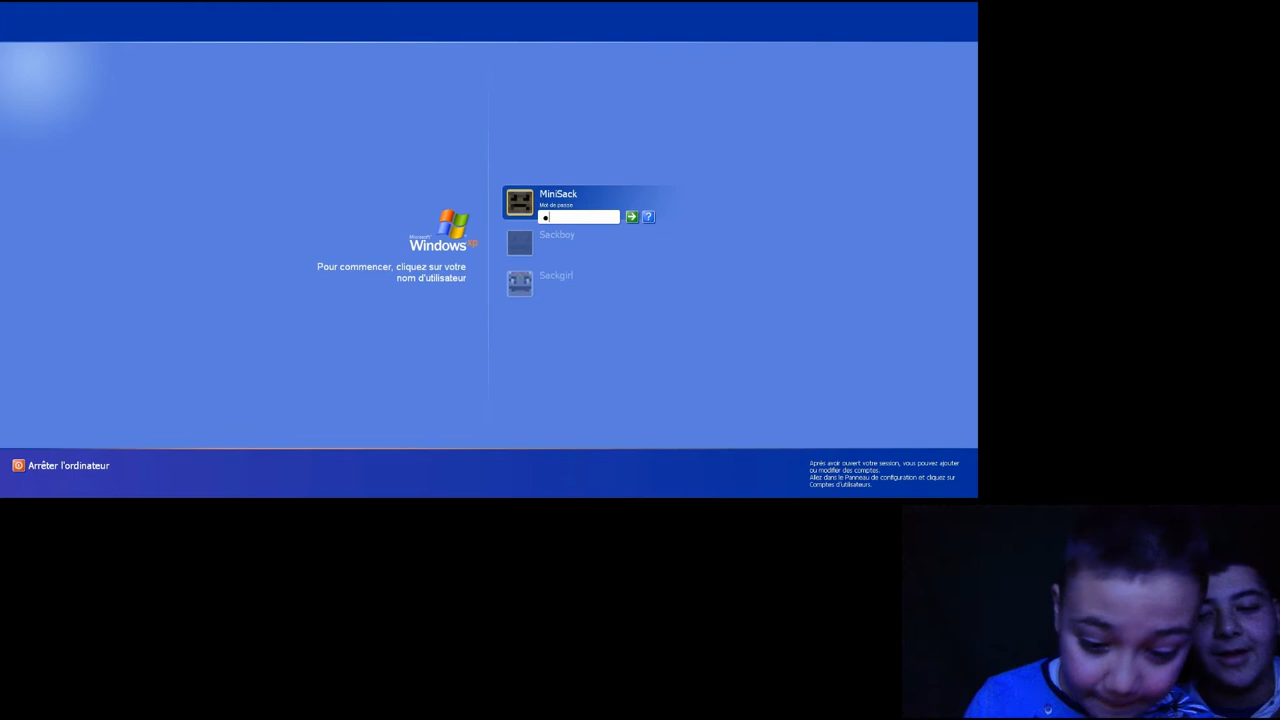 MiniSack
Mot de passe
Sackboy
Sackgirl
Microsoft
Windows xp
Pour commencer, cliquez sur votre
nom d'utilisateur
Arrêter l'ordinateur
Après avoir ouvert votre session, vous pouvez ajouter
ou modifier des comptes.
Allez dans le Panneau de configuration et cliquez sur
Comptes d'utilisateurs.